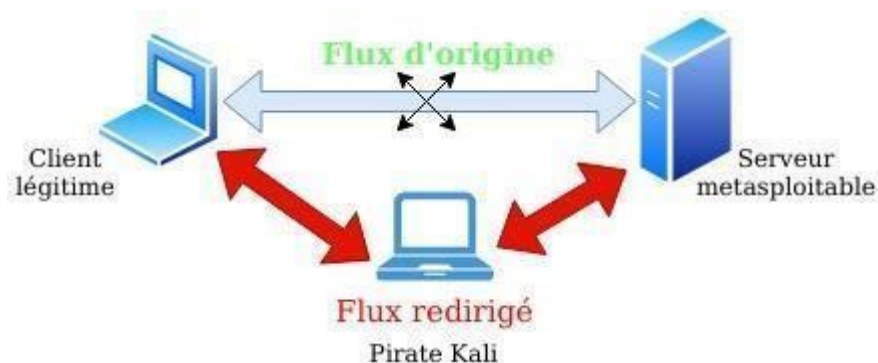 Flux d'origine
Client
légitime
Serveur
metasploitable
Flux redirigé
Pirate Kali